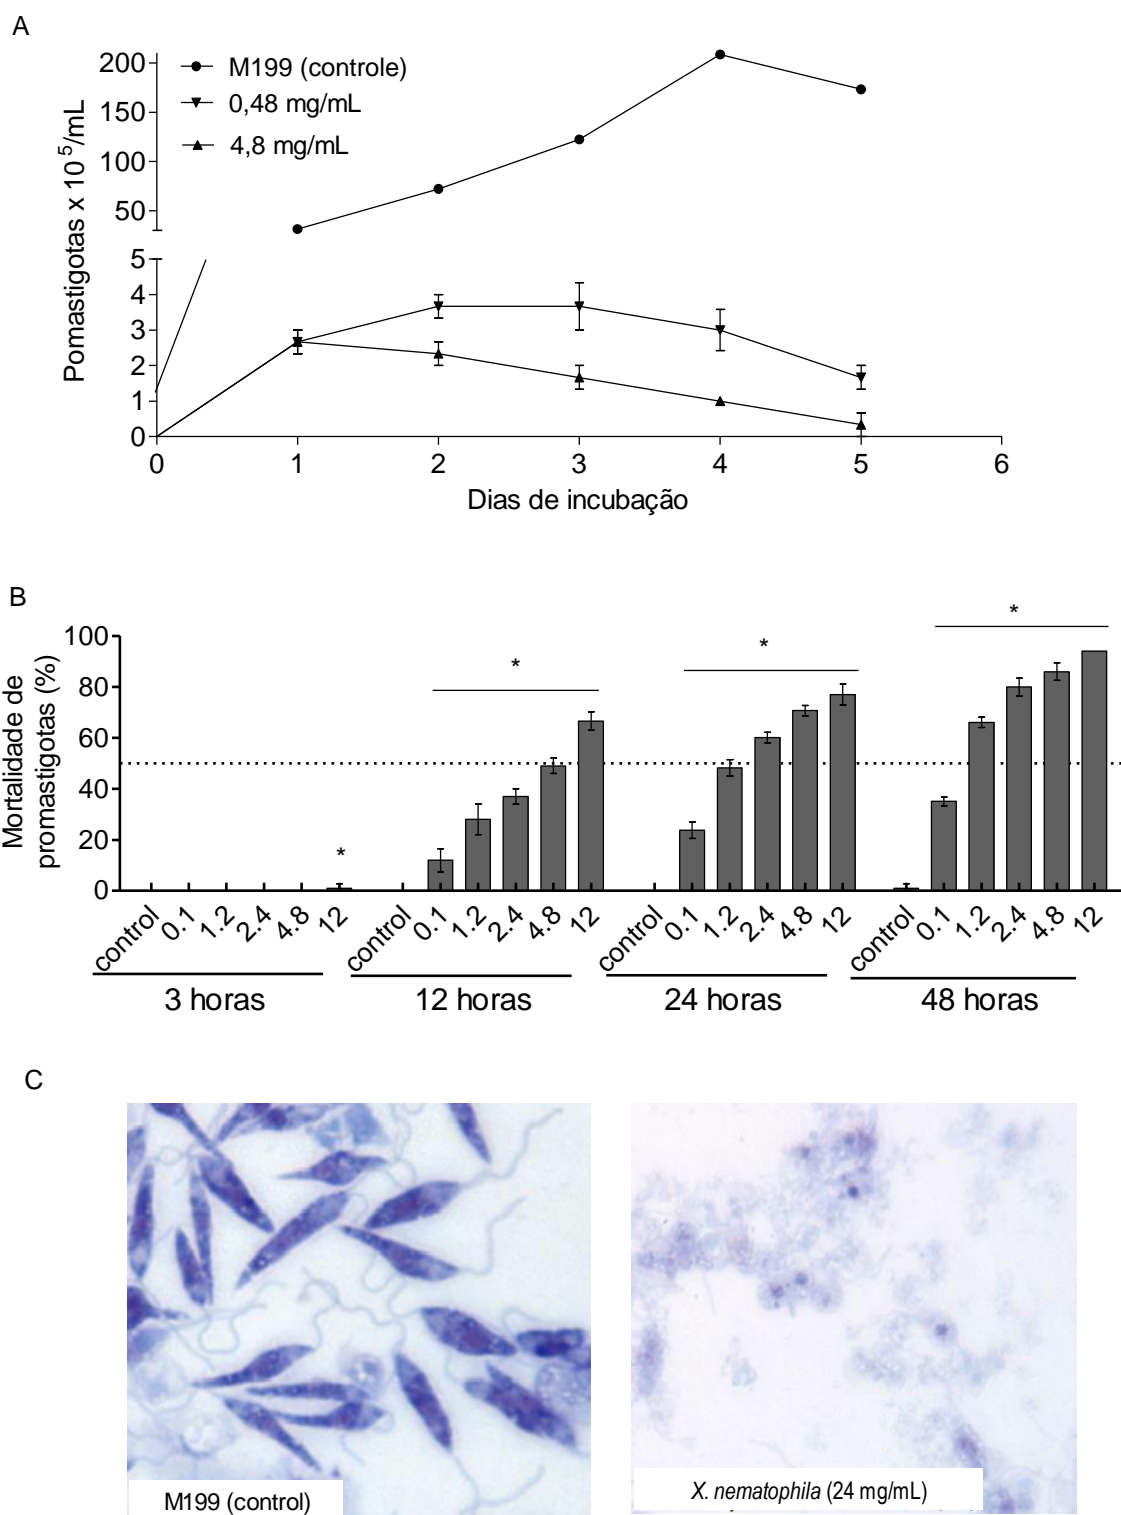 A
Pomastigotas x 10⁵/mL
200
150
100
50
5
4
3
2
1
0
M199 (controle)
0,48 mg/mL
4,8 mg/mL
0 1 2 3 4 5 6
Dias de incubação
B
Mortalidade de
promastigotas (%)
100
80
60
40
20
0
*
*
*
*
control 0.1 1.2 2.4 4.8 12 control 0.1 1.2 2.4 4.8 12 control 0.1 1.2 2.4 4.8 12 control 0.1 1.2 2.4 4.8 12
3 horas 12 horas 24 horas 48 horas
C
M199 (control)
X. nematophila (24 mg/mL)